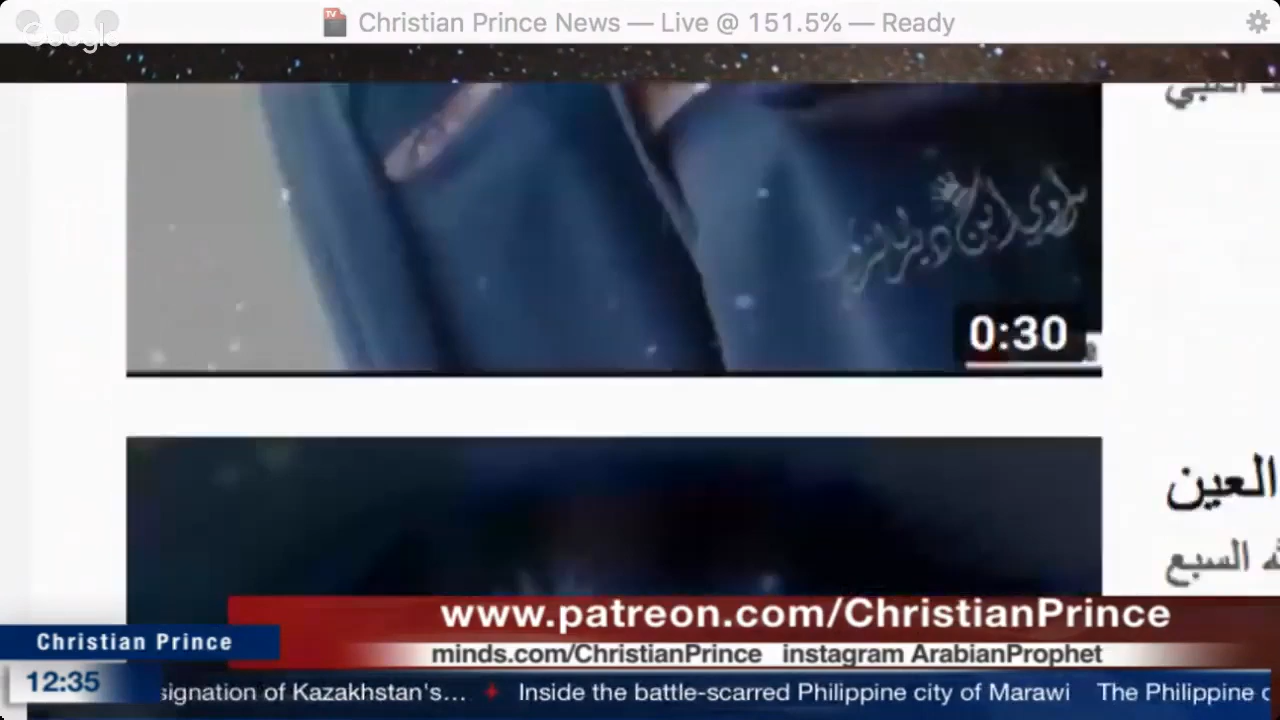 Christian Prince News — Live @ 151.5% — Ready
Google
0:30
العين
السبع
www.patreon.com/ChristianPrince
Christian Prince
minds.com/ChristianPrince instagram ArabianProphet
12:35
signation of Kazakhstan's... Inside the battle-scarred Philippine city of Marawi The Philippine